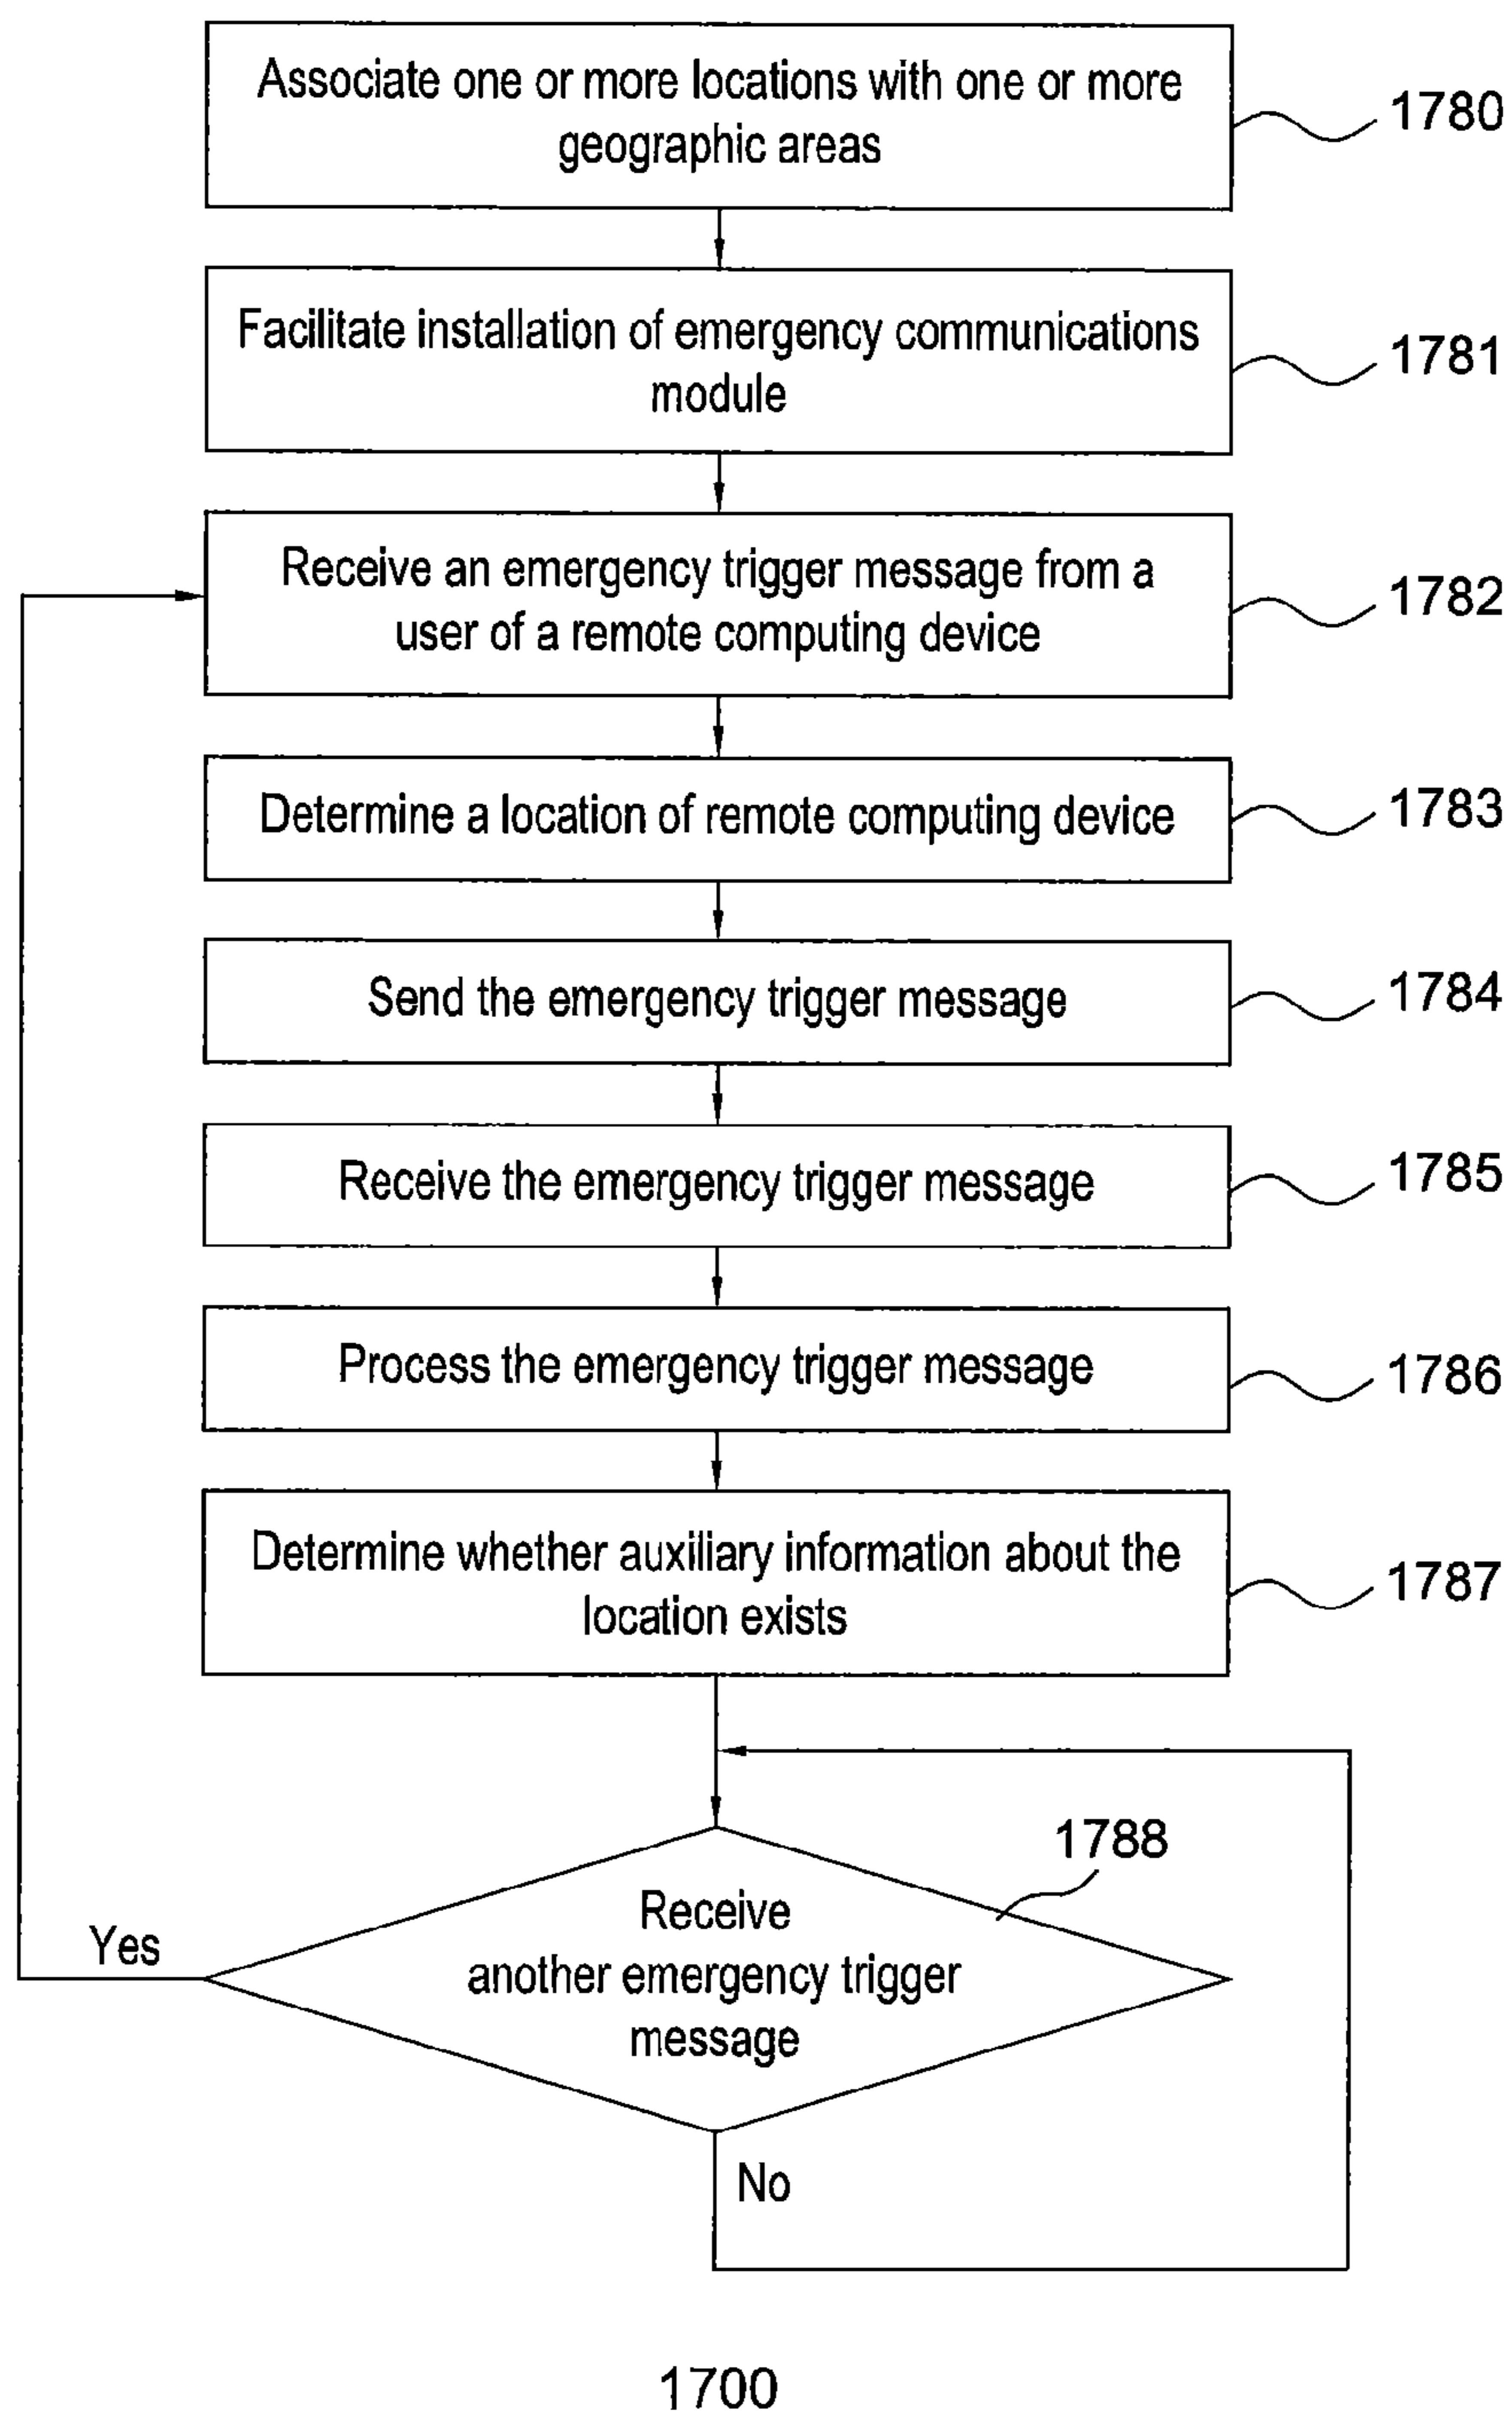 Associate one or more locations with one or more
geographic areas
1780
Facilitate installation of emergency communications
module
1781
Receive an emergency trigger message from a
user of a remote computing device
1782
Determine a location of remote computing device
1783
Send the emergency trigger message
1784
Receive the emergency trigger message
1785
Process the emergency trigger message
1786
Determine whether auxiliary information about the
location exists
1787
1788
Receive
another emergency trigger
message
Yes
No
1700